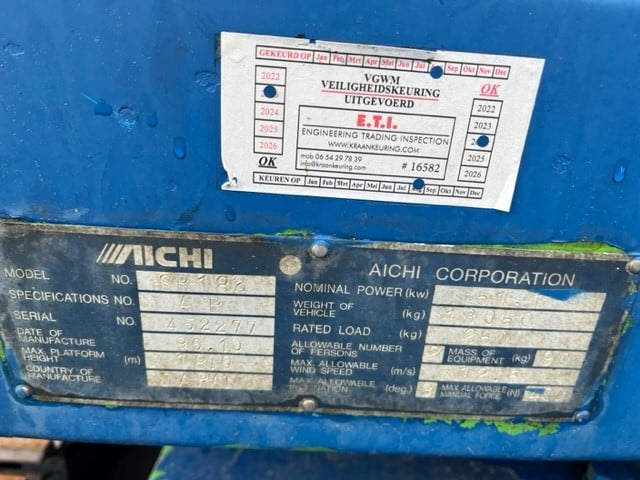 GEKEURD OP Jan Feb Mrt Apr Mei Jun Jul Sep Okt Nov Dec
VGWM OK
VEILIGHEIDSKEURING
UITGEVOERD
2022
2024
2025
2026
OK
E.T.I.
ENGINEERING TRADING INSPECTION
WWW.KRAANKEURING.COM
mob 06 54 29 78 39
info@kraankeuring.com # 16582
2022
2023
2025
2026
KEUREN OP Jan Feb Mrt Apr Mei Jun Jul Sep Okt Nov Dec
AICHI
AICHI CORPORATION
MODEL NO. SP182
SPECIFICATIONS NO. AB
SERIAL NO. 452277
DATE OF MANUFACTURE 96.10
MAX. PLATFORM HEIGHT (m)
COUNTRY OF MANUFACTURE
NOMINAL POWER (kw)
WEIGHT OF VEHICLE (kg)
RATED LOAD (kg)
ALLOWABLE NUMBER OF PERSONS 2 MASS OF EQUIPMENT (kg)
MAX. ALLOWABLE WIND SPEED (m/s)
MAX. ALLOWABLE INCLINATION (deg.) MAX. ALLOWABLE MANUAL FORCE (N)